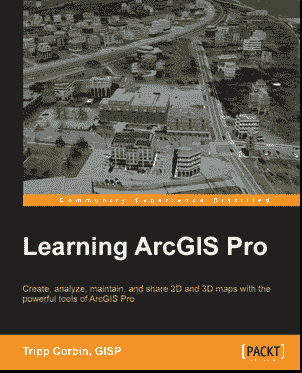 Community Experience Distilled
Learning ArcGIS Pro
Create, analyze, maintain, and share 2D and 3D maps with the
powerful tools of ArcGIS Pro
Tripp Corbin, GISP
[PACKT]
PUBLISHING